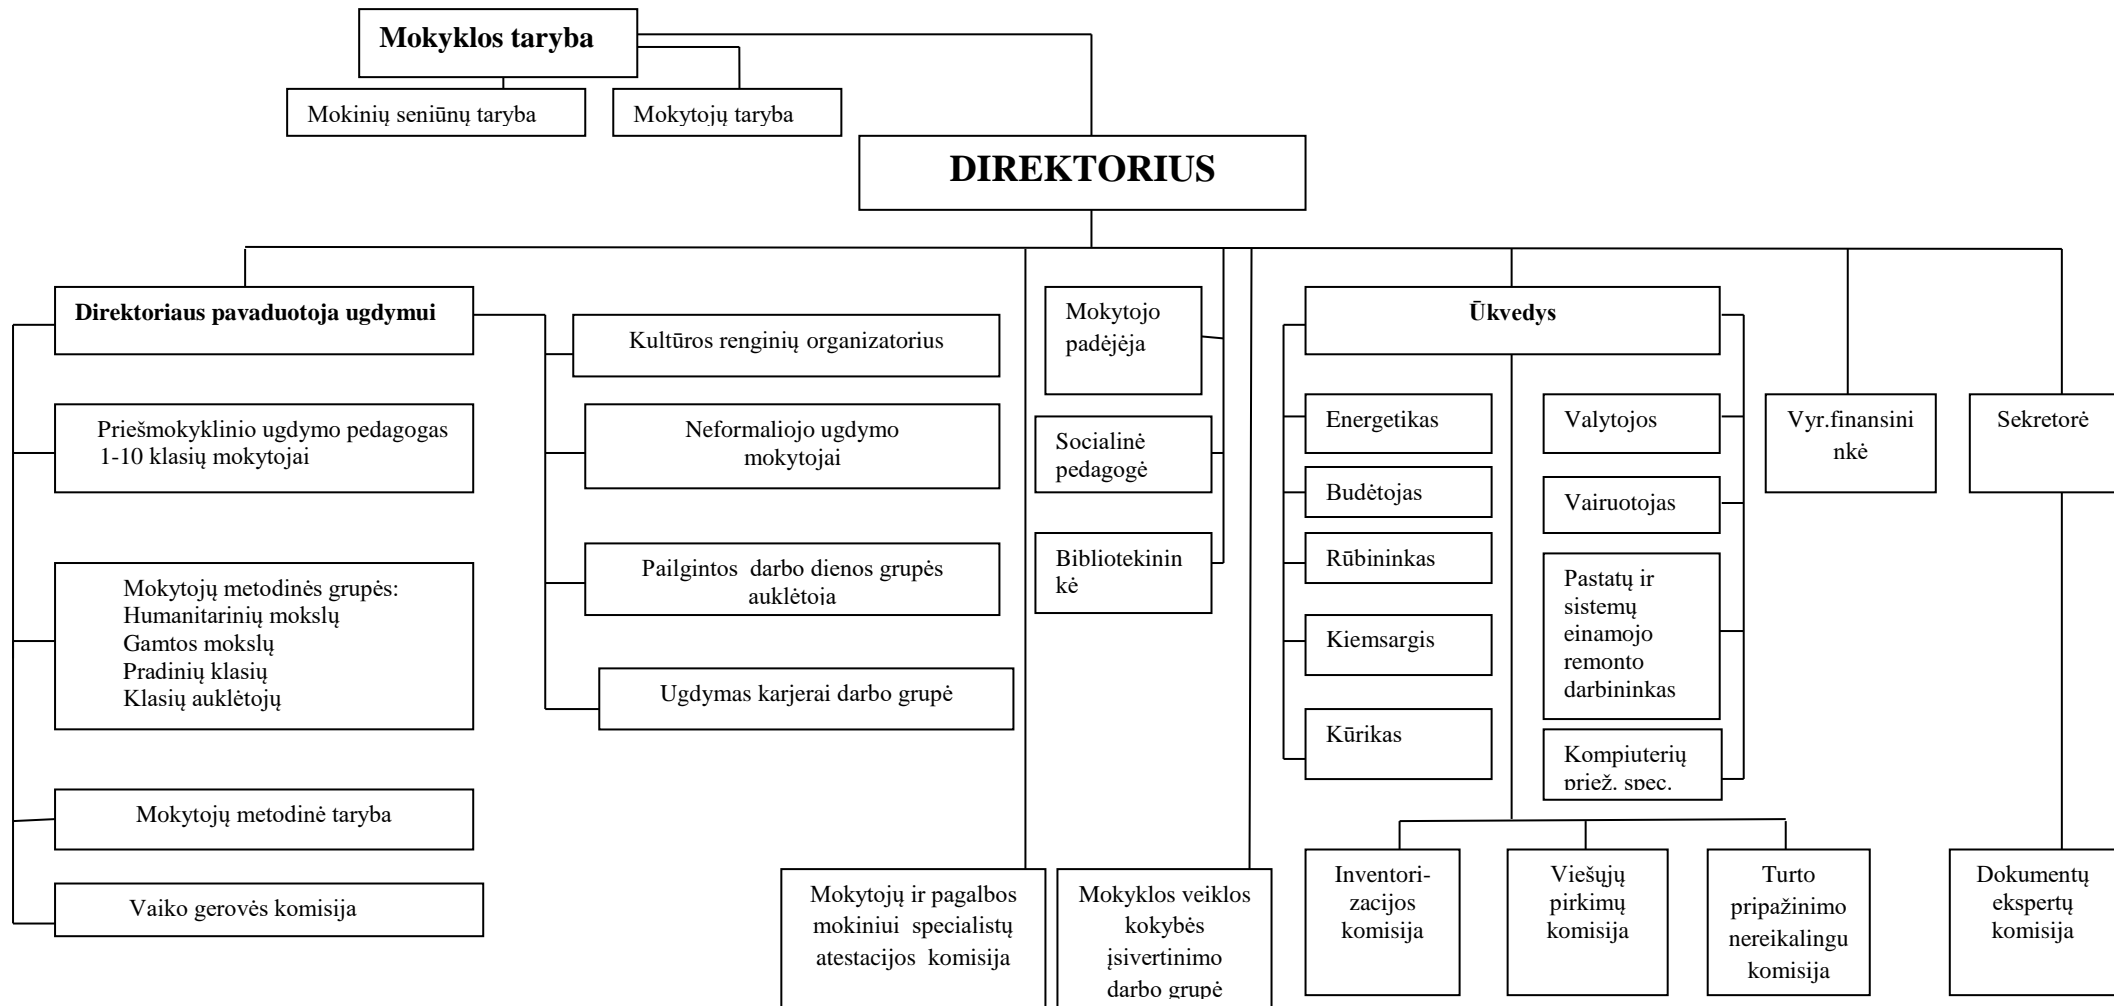 Mokyklos taryba
Mokinių seniūnų taryba
Mokytojų taryba
DIREKTORIUS
Direktoriaus pavaduotoja ugdymui
Priešmokyklinio ugdymo pedagogas
1-10 klasių mokytojai
Mokytojų metodinės grupės:
Humanitarinių mokslų
Gamtos mokslų
Pradinių klasių
Klasių auklėtojų
Mokytojų metodinė taryba
Vaiko gerovės komisija
Kultūros renginių organizatorius
Neformaliojo ugdymo
mokytojai
Pailgintos darbo dienos grupės
auklėtoja
Ugdymas karjerai darbo grupė
Mokytojų ir pagalbos
mokiniui specialistų
atestacijos komisija
Mokytojo
padėjėja
Socialinė
pedagogė
Bibliotekinin
kė
Mokyklos veiklos
kokybės
įsivertinimo
darbo grupė
Ūkvedys
Energetikas
Budėtojas
Rūbininkas
Kiemsargis
Kūrikas
Valytojos
Vairuotojas
Pastatų ir
sistemų
einamojo
remonto
darbininkas
Kompiuterių
priež. spec.
Inventori-
zacijos
komisija
Viešųjų
pirkimų
komisija
Turto
pripažinimo
nereikalingu
komisija
Vyr.finansini
nkė
Sekretorė
Dokumentų
ekspertų
komisija